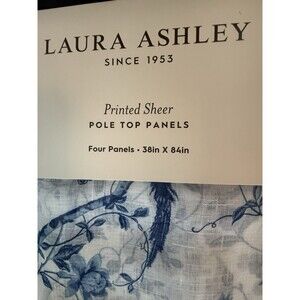 LAURA ASHLEY
SINCE 1953
Printed Sheer
POLE TOP PANELS
Four Panels • 38in X 84in